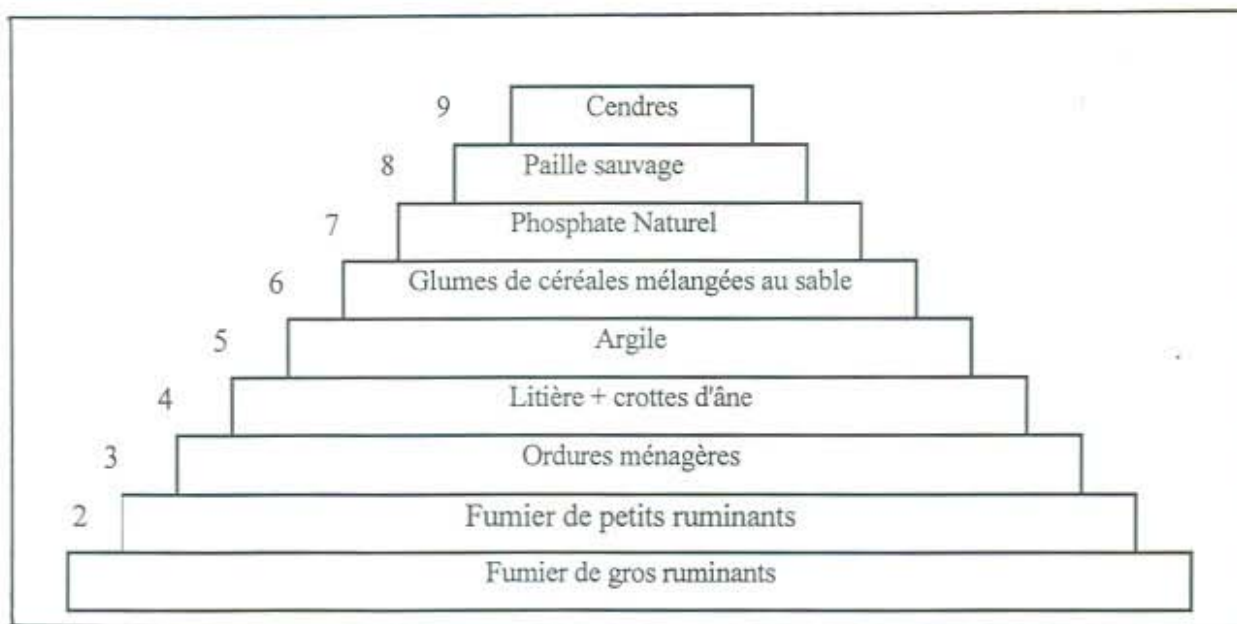 9 Cendres
8 Paille sauvage
7 Phosphate Naturel
6 Glumes de céréales mélangées au sable
5 Argile
4 Litière + crottes d'âne
3 Ordures ménagères
2 Fumier de petits ruminants
Fumier de gros ruminants